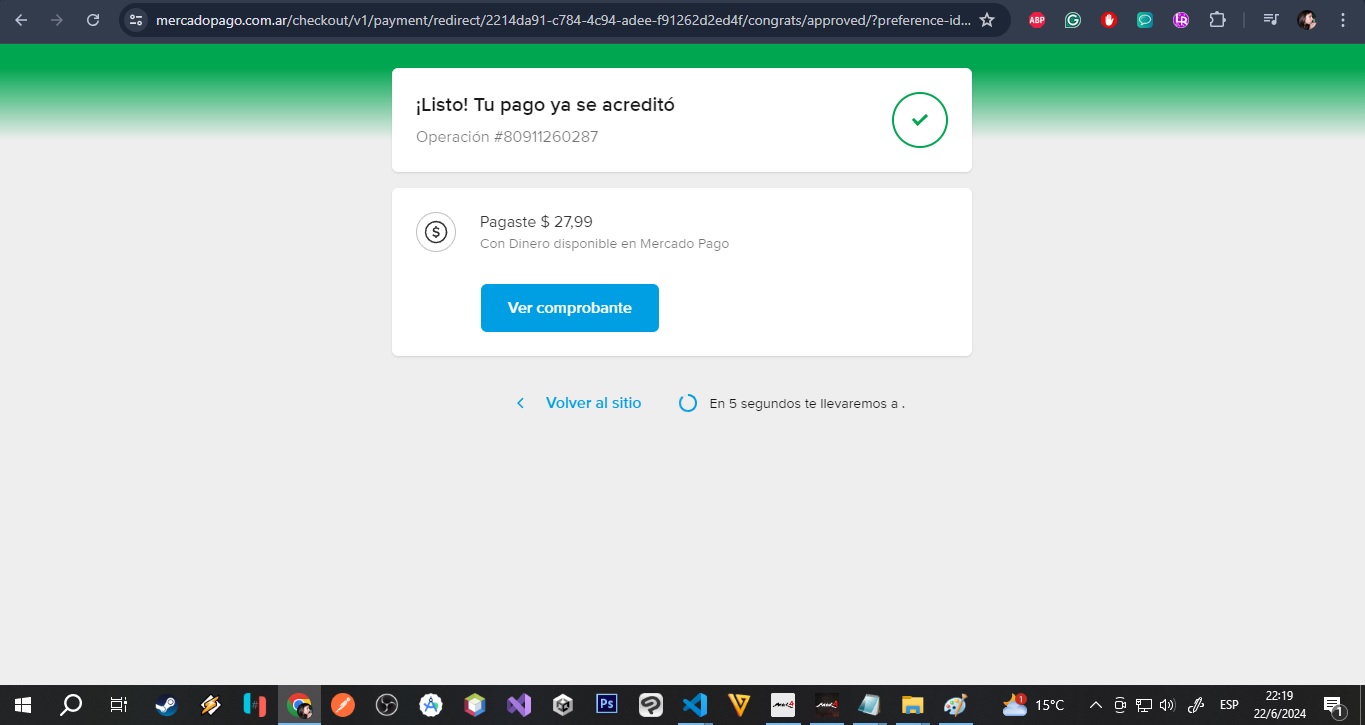 mercadopago.com.ar/checkout/v1/payment/redirect/2214da91-c784-4c94-adee-f91262d2ed4f/congrats/approved/?preference-id...
ABP
¡Listo! Tu pago ya se acreditó
Operación #80911260287
Pagaste $ 27,99
Con Dinero disponible en Mercado Pago
Ver comprobante
Volver al sitio
En 5 segundos te llevaremos a .
Ps
1
15°C
ESP
22:19
22/6/2024
1